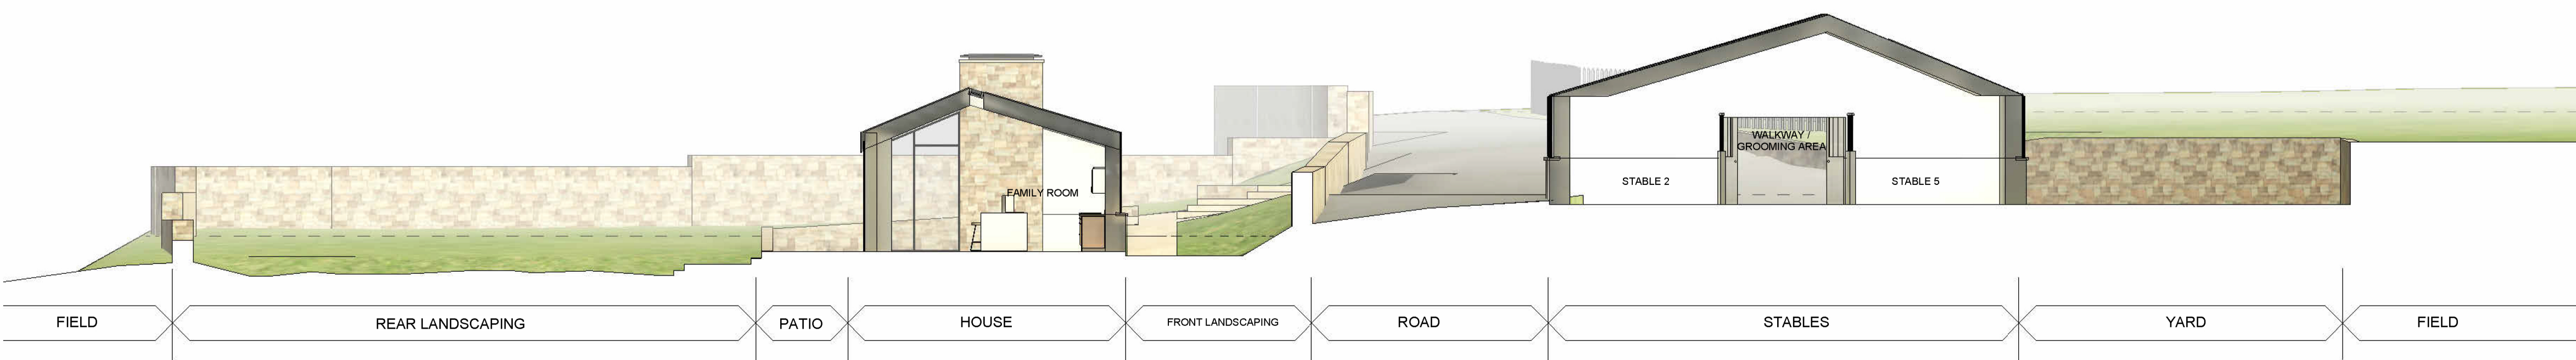 WALKWAY /
GROOMING AREA
FAMILY ROOM
STABLE 2
STABLE 5
FIELD
REAR LANDSCAPING
PATIO
HOUSE
FRONT LANDSCAPING
ROAD
STABLES
YARD
FIELD